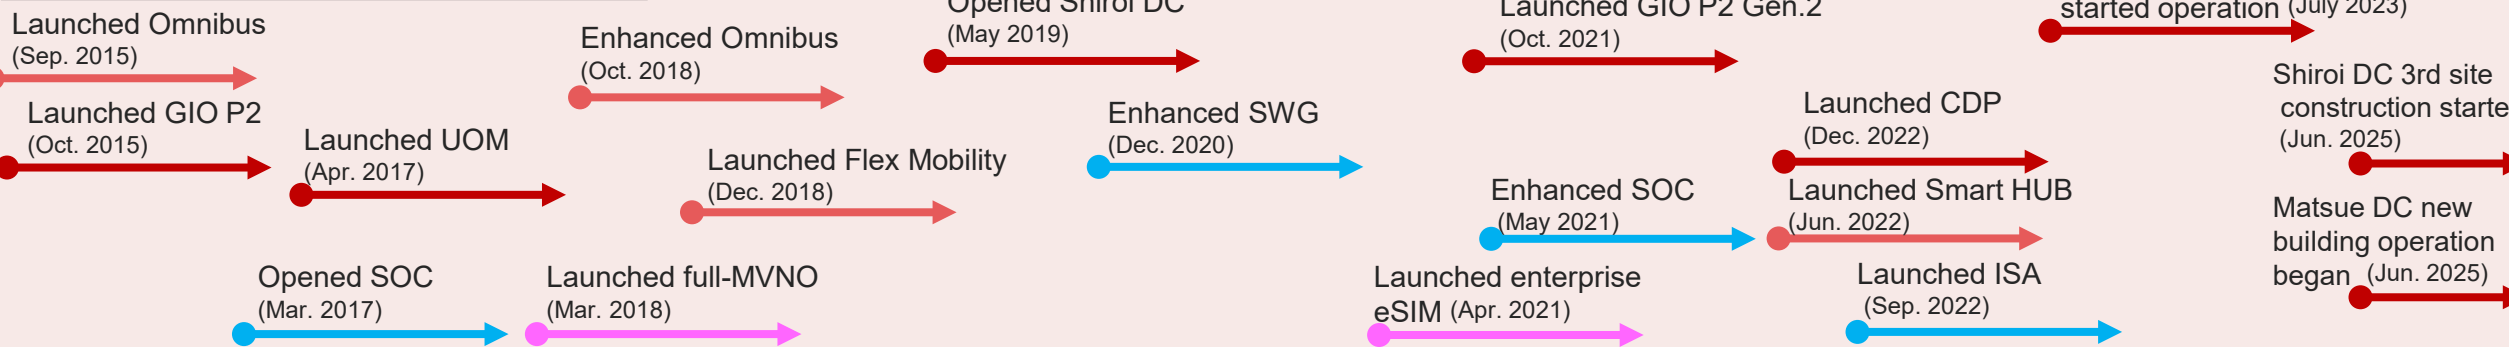 Launched Omnibus
(Sep. 2015)
Launched GIO P2
(Oct. 2015)
Launched UOM
(Apr. 2017)
Opened SOC
(Mar. 2017)
Launched full-MVNO
(Mar. 2018)
Enhanced Omnibus
(Oct. 2018)
Launched Flex Mobility
(Dec. 2018)
Opened Shiroi DC
(May 2019)
Enhanced SWG
(Dec. 2020)
Launched enterprise
eSIM (Apr. 2021)
Enhanced SOC
(May 2021)
Launched GIO P2 Gen.2
(Oct. 2021)
Launched CDP
(Dec. 2022)
Launched Smart HUB
(Jun. 2022)
Launched ISA
(Sep. 2022)
started operation (July 2023)
Shiroi DC 3rd site
construction starte
(Jun. 2025)
Matsue DC new
building operation
began (Jun. 2025)